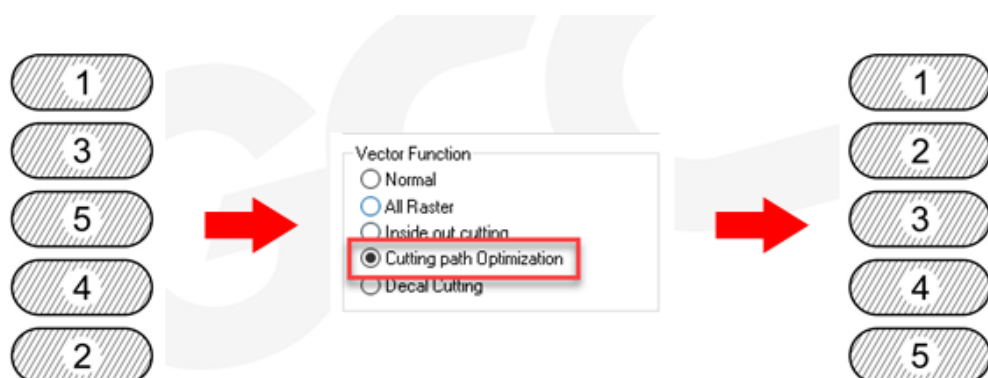 1
3
5
4
2
Vector Function
Normal
All Raster
Inside out cutting
Cutting path Optimization
Decal Cutting
1
2
3
4
5